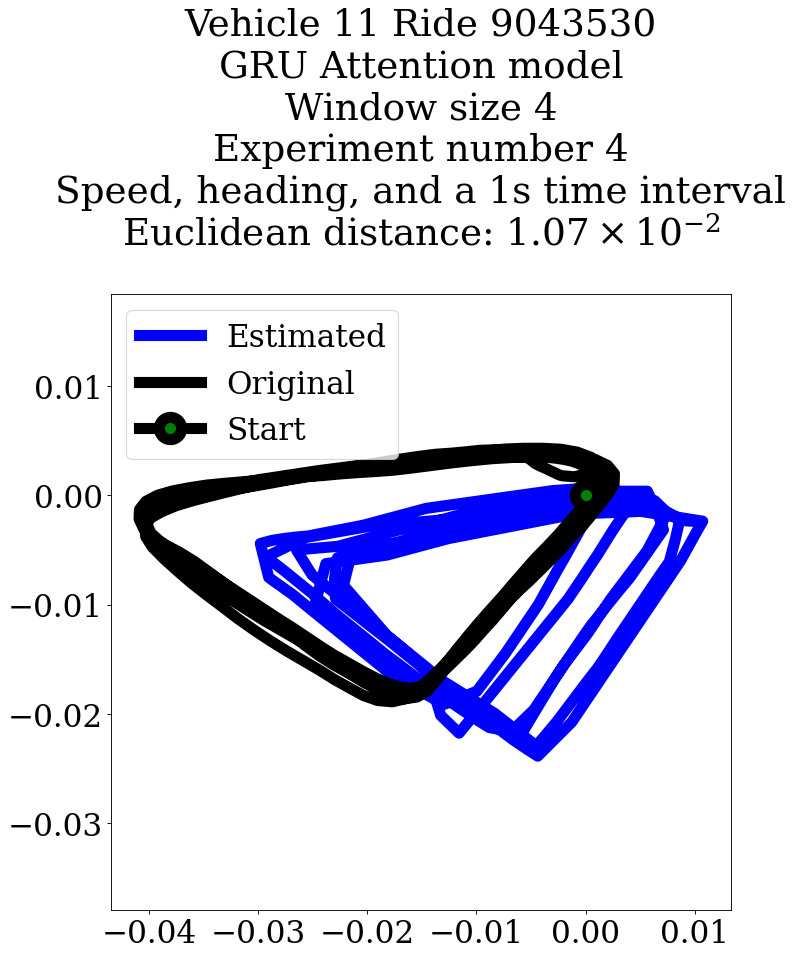 Vehicle 11 Ride 9043530
GRU Attention model
Window size 4
Experiment number 4
Speed, heading, and a 1s time interval
Euclidean distance: 1.07 × 10⁻²
Estimated
Original
Start
0.01
0.00
−0.01
−0.02
−0.03
−0.04 −0.03 −0.02 −0.01 0.00 0.01